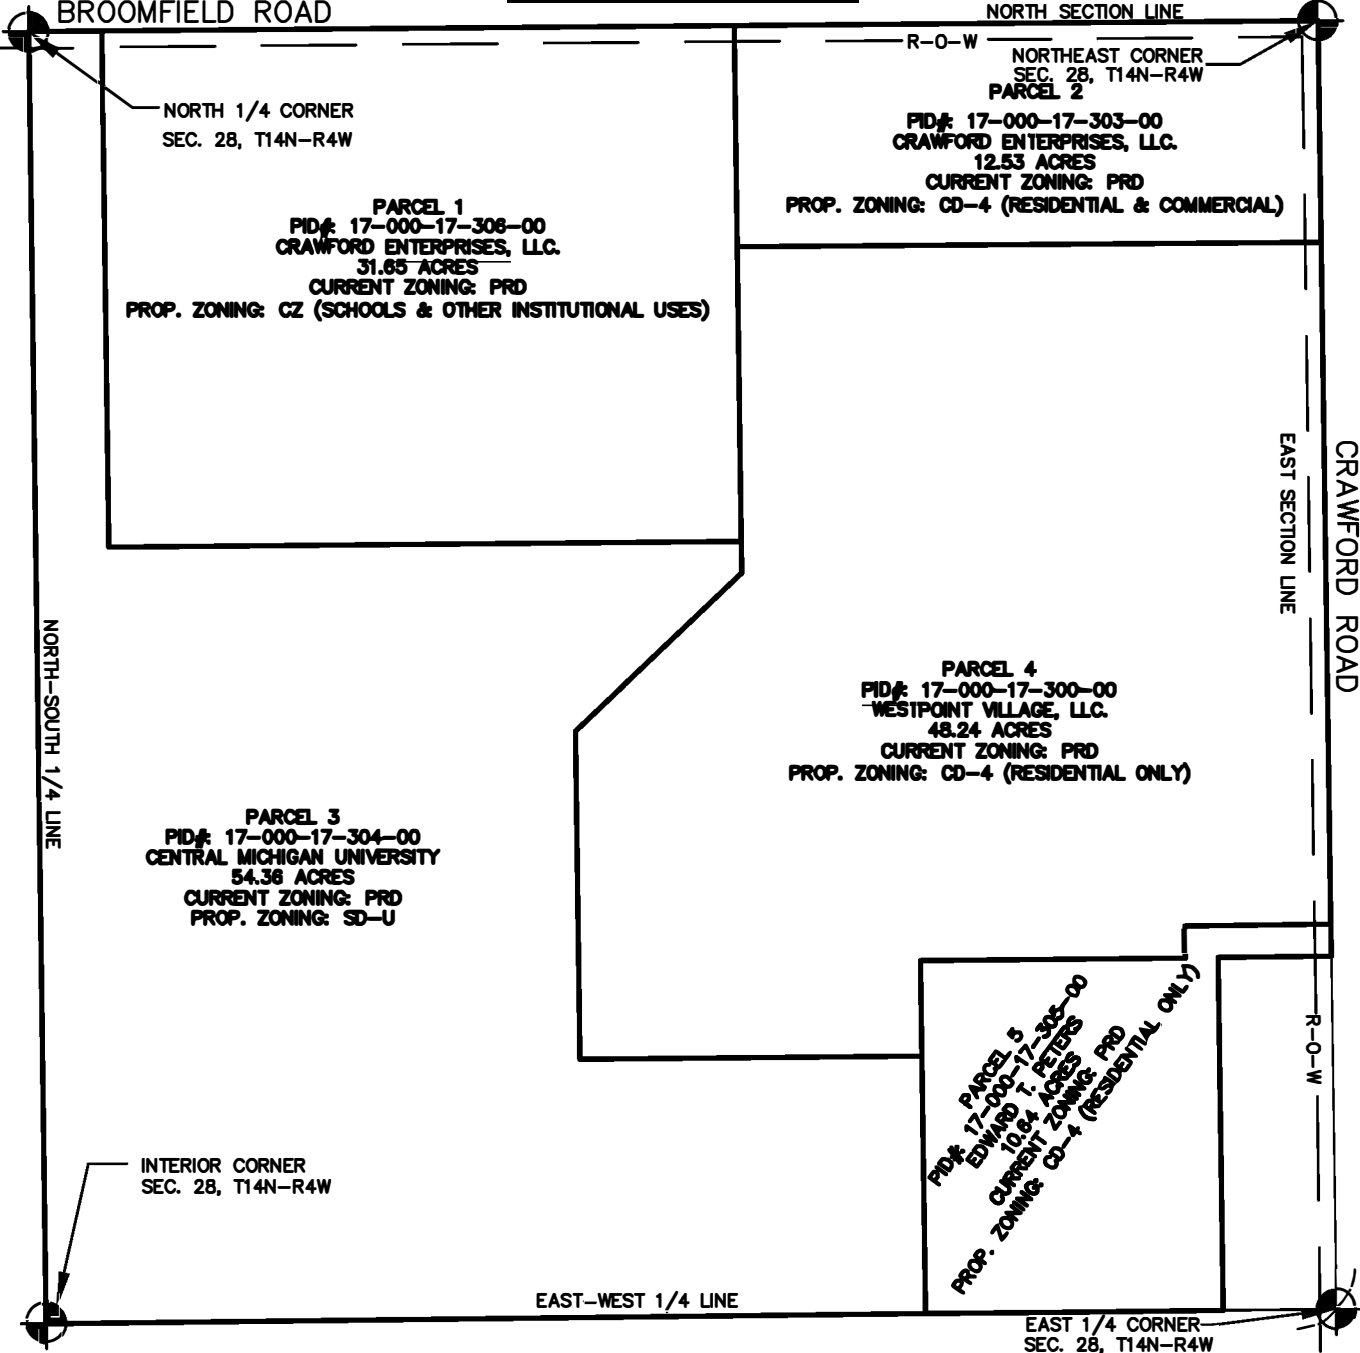 BROOMFIELD ROAD
NORTH SECTION LINE
R-O-W
NORTHEAST CORNER
SEC. 28, T14N-R4W
NORTH 1/4 CORNER
SEC. 28, T14N-R4W
PARCEL 2
PID#: 17-000-17-303-00
CRAWFORD ENTERPRISES, LLC.
12.53 ACRES
CURRENT ZONING: PRD
PROP. ZONING: CD-4 (RESIDENTIAL & COMMERCIAL)
PARCEL 1
PID#: 17-000-17-306-00
CRAWFORD ENTERPRISES, LLC.
31.65 ACRES
CURRENT ZONING: PRD
PROP. ZONING: CZ (SCHOOLS & OTHER INSTITUTIONAL USES)
EAST SECTION LINE
CRAWFORD ROAD
NORTH-SOUTH 1/4 LINE
PARCEL 4
PID#: 17-000-17-300-00
WESTPOINT VILLAGE, LLC.
48.24 ACRES
CURRENT ZONING: PRD
PROP. ZONING: CD-4 (RESIDENTIAL ONLY)
PARCEL 3
PID#: 17-000-17-304-00
CENTRAL MICHIGAN UNIVERSITY
54.36 ACRES
CURRENT ZONING: PRD
PROP. ZONING: SD-U
PARCEL 5
PID#: 17-000-17-305-00
EDWARD T. PETERS
10.64 ACRES
CURRENT ZONING: PRD
PROP. ZONING: CD-4 (RESIDENTIAL ONLY)
R-O-W
INTERIOR CORNER
SEC. 28, T14N-R4W
EAST-WEST 1/4 LINE
EAST 1/4 CORNER
SEC. 28, T14N-R4W